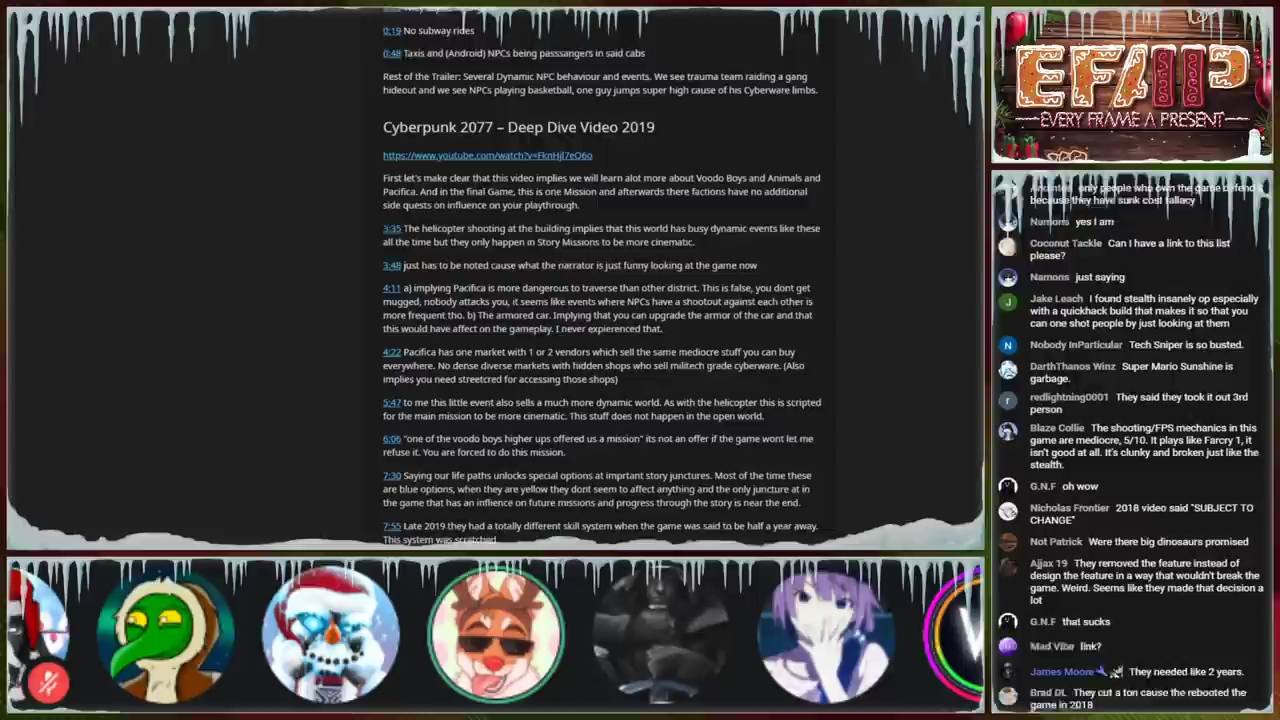 0:19 No subway rides
0:48 Taxis and (Android) NPCs being passsangers in said cabs
Rest of the Trailer: Several Dynamic NPC behaviour and events. We see trauma team raiding a gang
hideout and we see NPCs playing basketball, one guy jumps super high cause of his Cyberware limbs.
Cyberpunk 2077 – Deep Dive Video 2019
https://www.youtube.com/watch?v=FknHjl7eQ6o
First let's make clear that this video implies we will learn alot more about Voodo Boys and Animals and
Pacifica. And in the final Game, this is one Mission and afterwards there factions have no additional
side quests on influence on your playthrough.
3:35 The helicopter shooting at the building implies that this world has busy dynamic events like these
all the time but they only happen in Story Missions to be more cinematic.
3:48 just has to be noted cause what the narrator is just funny looking at the game now
4:11 a) implying Pacifica is more dangerous to traverse than other district. This is false, you dont get
mugged, nobody attacks you, it seems like events where NPCs have a shootout against each other is
more frequent tho. b) The armored car. Implying that you can upgrade the armor of the car and that
this would have affect on the gameplay. I never expierenced that.
4:22 Pacifica has one market with 1 or 2 vendors which sell the same mediocre stuff you can buy
everywhere. No dense diverse markets with hidden shops who sell militech grade cyberware. (Also
implies you need streetcred for accessing those shops)
5:47 to me this little event also sells a much more dynamic world. As with the helicopter this is scripted
for the main mission to be more cinematic. This stuff does not happen in the open world.
6:06 "one of the voodo boys higher ups offered us a mission" its not an offer if the game wont let me
refuse it. You are forced to do this mission.
7:30 Saying our life paths unlocks special options at imprtant story junctures. Most of the time these
are blue options, when they are yellow they dont seem to affect anything and the only juncture at in
the game that has an inflience on future missions and progress through the story is near the end.
7:55 Late 2019 they had a totally different skill system when the game was said to be half a year away.
This system was scratched
EFAP
EVERY FRAME A PRESENT
only people who own the game defend it
because they have sunk cost fallacy
Namons yes I am
Coconut Tackle Can I have a link to this list
please?
Namons just saying
Jake Leach I found stealth insanely op especially
with a quickhack build that makes it so that you
can one shot people by just looking at them
Nobody InParticular Tech Sniper is so busted.
DarthThanos Winz Super Mario Sunshine is
garbage.
redlightning0001 They said they took it out 3rd
person
Blaze Collie The shooting/FPS mechanics in this
game are mediocre, 5/10. It plays like Farcry 1, it
isn't good at all. It's clunky and broken just like the
stealth.
G.N.F oh wow
Nicholas Frontier 2018 video said "SUBJECT TO
CHANGE"
Not Patrick Were there big dinosaurs promised
Ajjax 19 They removed the feature instead of
design the feature in a way that wouldn't break the
game. Weird. Seems like they made that decision a
lot
G.N.F that sucks
Mad Vibe link?
James Moore They needed like 2 years.
Brad DL They cut a ton cause the rebooted the
game in 2018